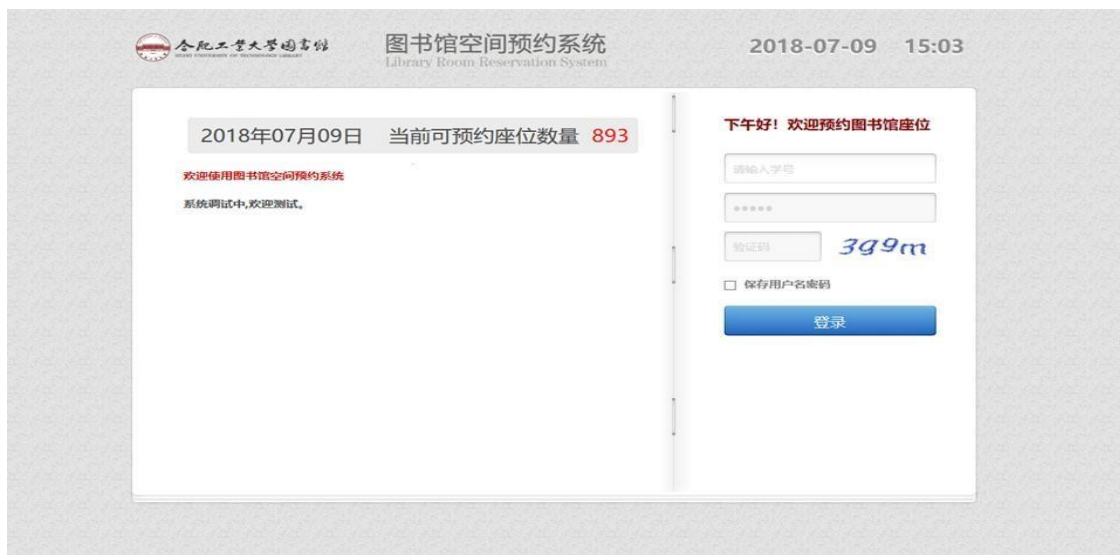 合肥工业大学图书馆
HEFEI UNIVERSITY OF TECHNOLOGY LIBRARY
图书馆空间预约系统
Library Room Reservation System
2018-07-09 15:03
2018年07月09日 当前可预约座位数量 893
欢迎使用图书馆空间预约系统
系统调试中,欢迎测试。
下午好！欢迎预约图书馆座位
请输入学号
验证码
3g9m
保存用户名密码
登录